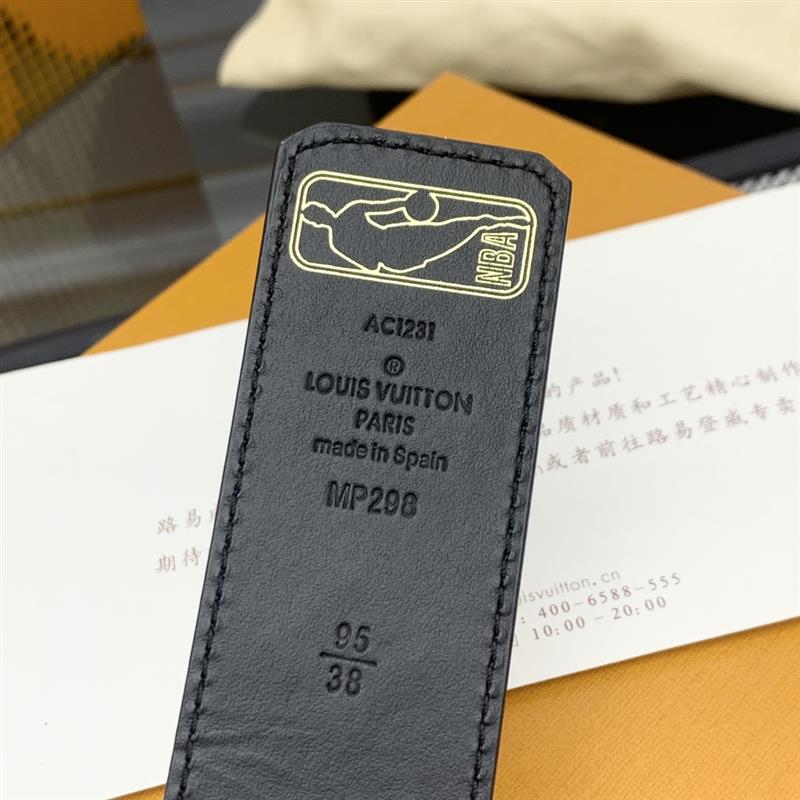 NBA
AC1231
®
LOUIS VUITTON
PARIS
made in Spain
MP298
95
38
的产品!
品质材质和工艺精心制作
或者前往路易登威专卖
路易
期待
isvuitton.cn
: 400-6588-555
10:00 - 20:00